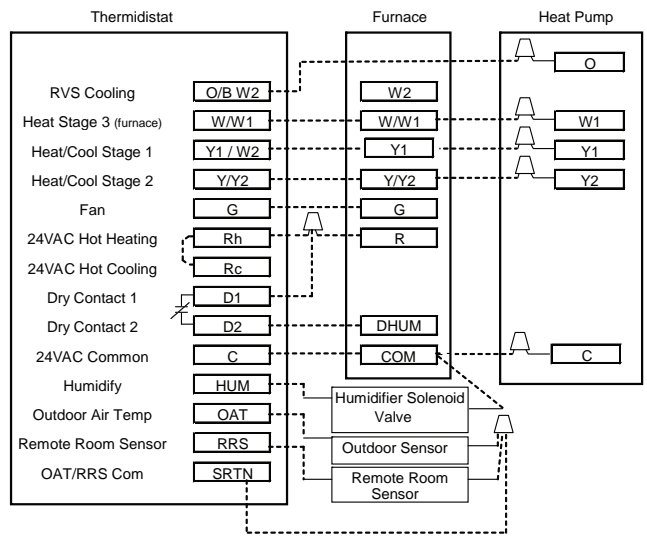 Thermidistat Furnace Heat Pump
O
RVS Cooling O/B W2 W2
Heat Stage 3 (furnace) W/W1 W/W1 W1
Heat/Cool Stage 1 Y1 / W2 Y1 Y1
Heat/Cool Stage 2 Y/Y2 Y/Y2 Y2
Fan G G
24VAC Hot Heating Rh R
24VAC Hot Cooling Rc
Dry Contact 1 D1
Dry Contact 2 D2 DHUM
24VAC Common C COM C
Humidify HUM
Humidifier Solenoid
Valve
Outdoor Air Temp OAT
Outdoor Sensor
Remote Room Sensor RRS
Remote Room
Sensor
OAT/RRS Com SRTN